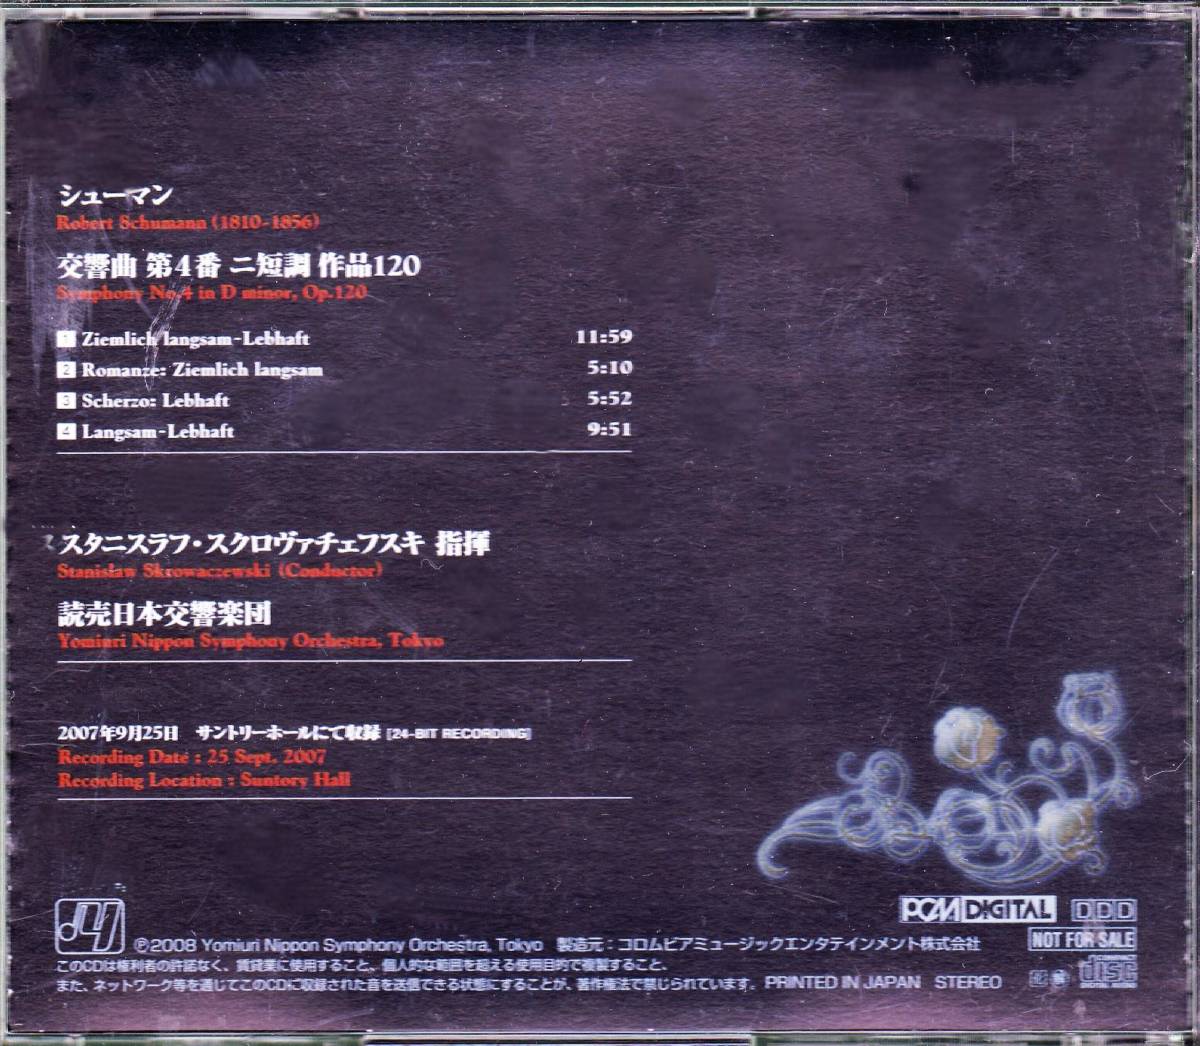 シューマン
Robert Schumann (1810-1856)
交響曲 第4番 ニ短調 作品120
Symphony No.4 in D minor, Op.120
1 Ziemlich langsam-Lebhaft 11:59
2 Romanze: Ziemlich langsam 5:10
3 Scherzo: Lebhaft 5:52
4 Langsam-Lebhaft 9:51
スタニスラフ・スクロヴァチェフスキ 指揮
Stanislaw Skrowaczewski (Conductor)
読売日本交響楽団
Yomiuri Nippon Symphony Orchestra, Tokyo
2007年9月25日 サントリーホールにて収録 [24-BIT RECORDING]
Recording Date : 25 Sept. 2007
Recording Location : Suntory Hall
PCM DIGITAL DDD
℗2008 Yomiuri Nippon Symphony Orchestra, Tokyo 製造元：コロムビアミュージックエンタテインメント株式会社
NOT FOR SALE
このCDは権利者の許諾なく、賃貸業に使用すること、個人的な範囲を超える使用目的で複製すること、
また、ネットワーク等を通じてこのCDに収録された音を送信できる状態にすることが、著作権法で禁じられています。 PRINTED IN JAPAN STEREO
COMPACT disc DIGITAL AUDIO